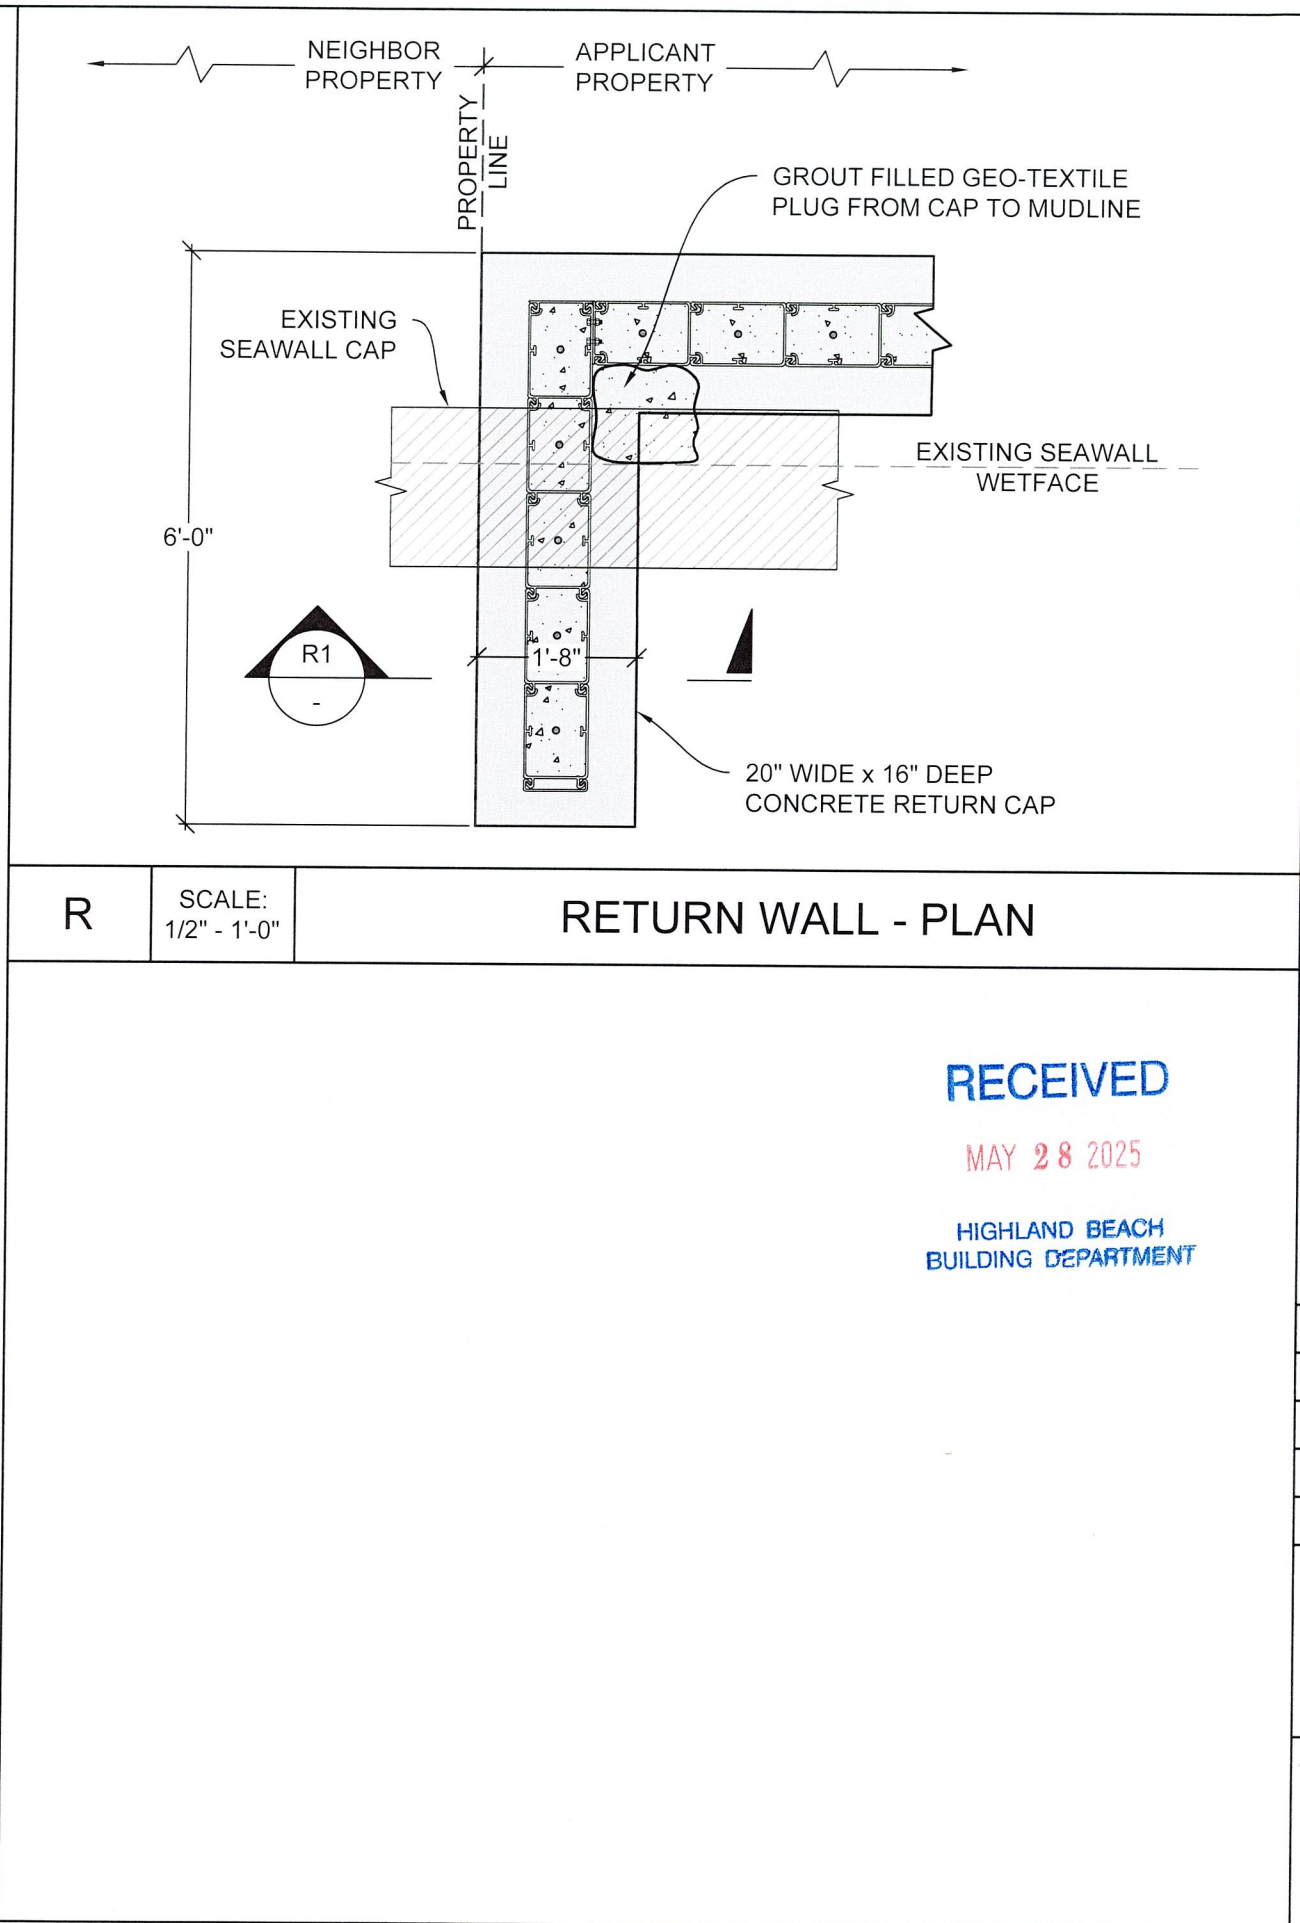 NEIGHBOR
PROPERTY
APPLICANT
PROPERTY
PROPERTY
LINE
GROUT FILLED GEO-TEXTILE
PLUG FROM CAP TO MUDLINE
EXISTING
SEAWALL CAP
EXISTING SEAWALL
WETFACE
6'-0"
R1
-
1'-8"
20" WIDE x 16" DEEP
CONCRETE RETURN CAP
R
SCALE:
1/2" - 1'-0"
RETURN WALL - PLAN
RECEIVED
MAY 28 2025
HIGHLAND BEACH
BUILDING DEPARTMENT